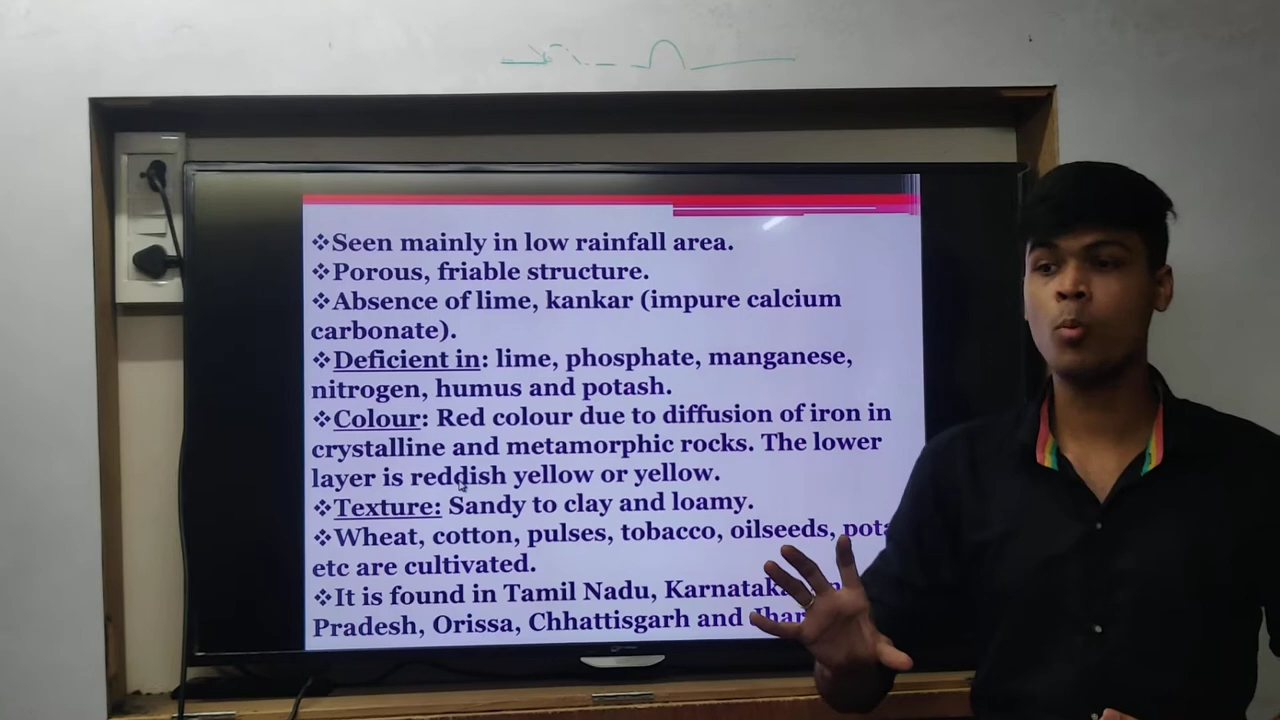 ❖Seen mainly in low rainfall area.
❖Porous, friable structure.
❖Absence of lime, kankar (impure calcium
carbonate).
❖Deficient in: lime, phosphate, manganese,
nitrogen, humus and potash.
❖Colour: Red colour due to diffusion of iron in
crystalline and metamorphic rocks. The lower
layer is reddish yellow or yellow.
❖Texture: Sandy to clay and loamy.
❖Wheat, cotton, pulses, tobacco, oilseeds,
etc are cultivated.
❖It is found in Tamil Nadu,
Pradesh, Orissa, Chhattisgarh and